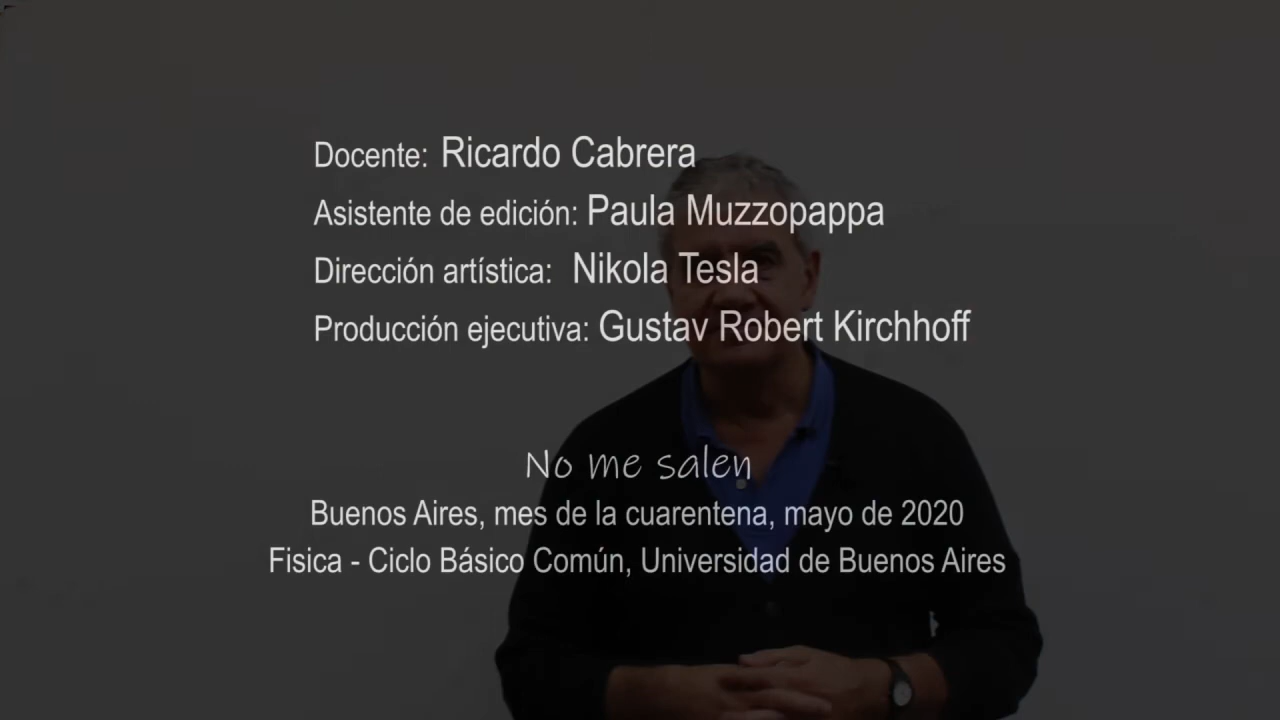 Docente: Ricardo Cabrera
Asistente de edición: Paula Muzzopappa
Dirección artística: Nikola Tesla
Producción ejecutiva: Gustav Robert Kirchhoff
No me salen
Buenos Aires, mes de la cuarentena, mayo de 2020
Fisica - Ciclo Básico Común, Universidad de Buenos Aires